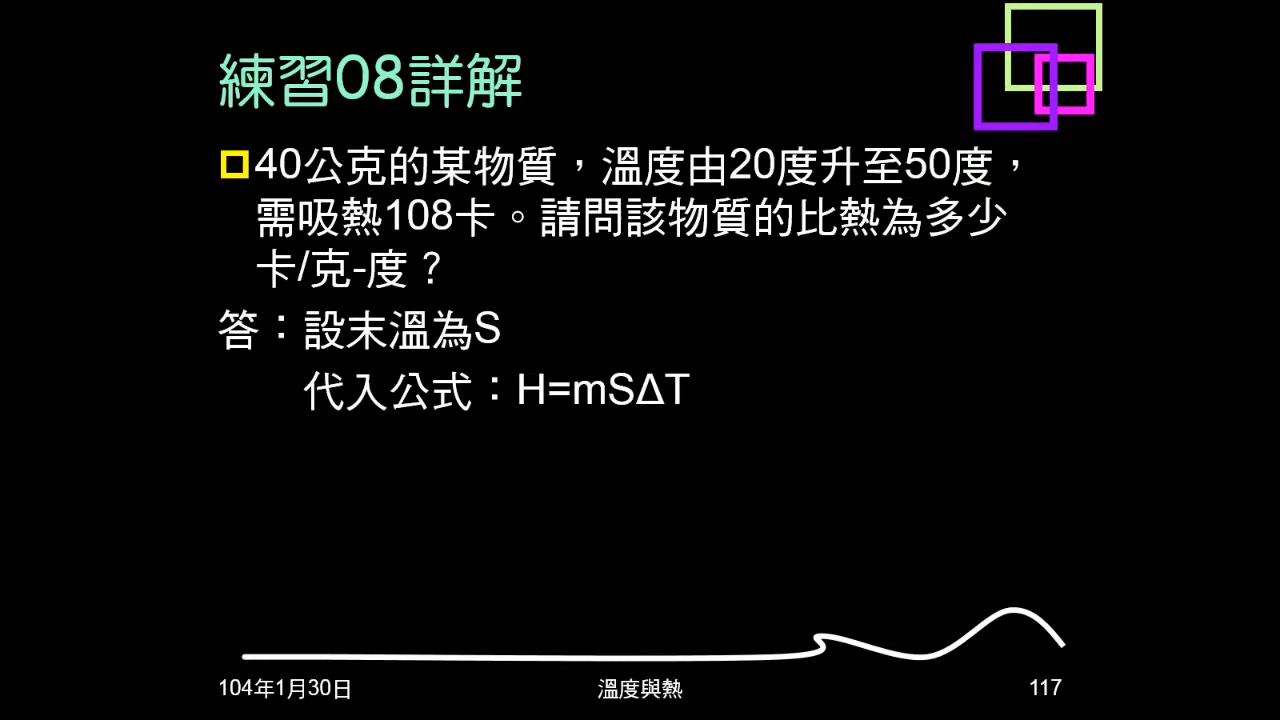 練習08詳解
40公克的某物質，溫度由20度升至50度，
需吸熱108卡。請問該物質的比熱為多少
卡/克-度？
答：設末溫為S
代入公式：H=mSΔT
104年1月30日
溫度與熱
117